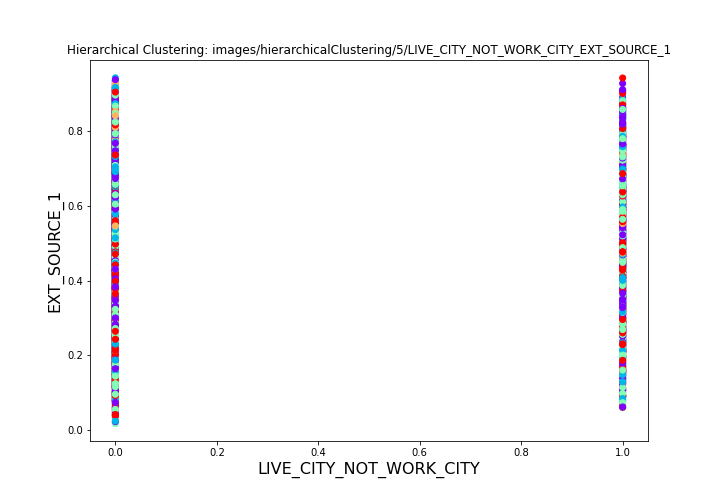 Hierarchical Clustering: images/hierarchicalClustering/5/LIVE_CITY_NOT_WORK_CITY_EXT_SOURCE_1
EXT_SOURCE_1
0.8
0.6
0.4
0.2
0.0
0.0 0.2 0.4 0.6 0.8 1.0
LIVE_CITY_NOT_WORK_CITY